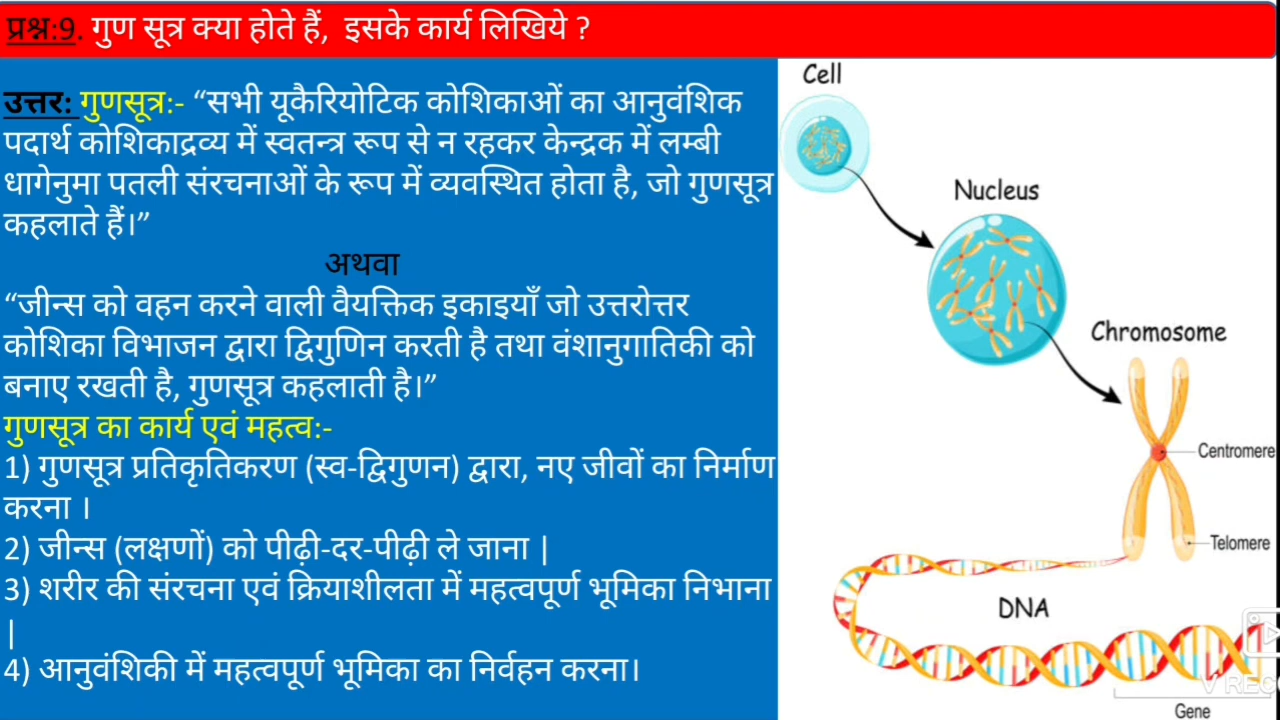 प्रश्न:9. गुण सूत्र क्या होते हैं, इसके कार्य लिखिये ?
उत्तर: गुणसूत्र:- “सभी यूकैरियोटिक कोशिकाओं का आनुवंशिक
पदार्थ कोशिकाद्रव्य में स्वतन्त्र रूप से न रहकर केन्द्रक में लम्बी
धागेनुमा पतली संरचनाओं के रूप में व्यवस्थित होता है, जो गुणसूत्र
कहलाते हैं।”
अथवा
“जीन्स को वहन करने वाली वैयक्तिक इकाइयाँ जो उत्तरोत्तर
कोशिका विभाजन द्वारा द्विगुणिन करती है तथा वंशानुगातिकी को
बनाए रखती है, गुणसूत्र कहलाती है।”
गुणसूत्र का कार्य एवं महत्व:-
1) गुणसूत्र प्रतिकृतिकरण (स्व-द्विगुणन) द्वारा, नए जीवों का निर्माण
करना ।
2) जीन्स (लक्षणों) को पीढ़ी-दर-पीढ़ी ले जाना |
3) शरीर की संरचना एवं क्रियाशीलता में महत्वपूर्ण भूमिका निभाना
|
4) आनुवंशिकी में महत्वपूर्ण भूमिका का निर्वहन करना।
Cell
Nucleus
Chromosome
Centromere
Telomere
DNA
Gene